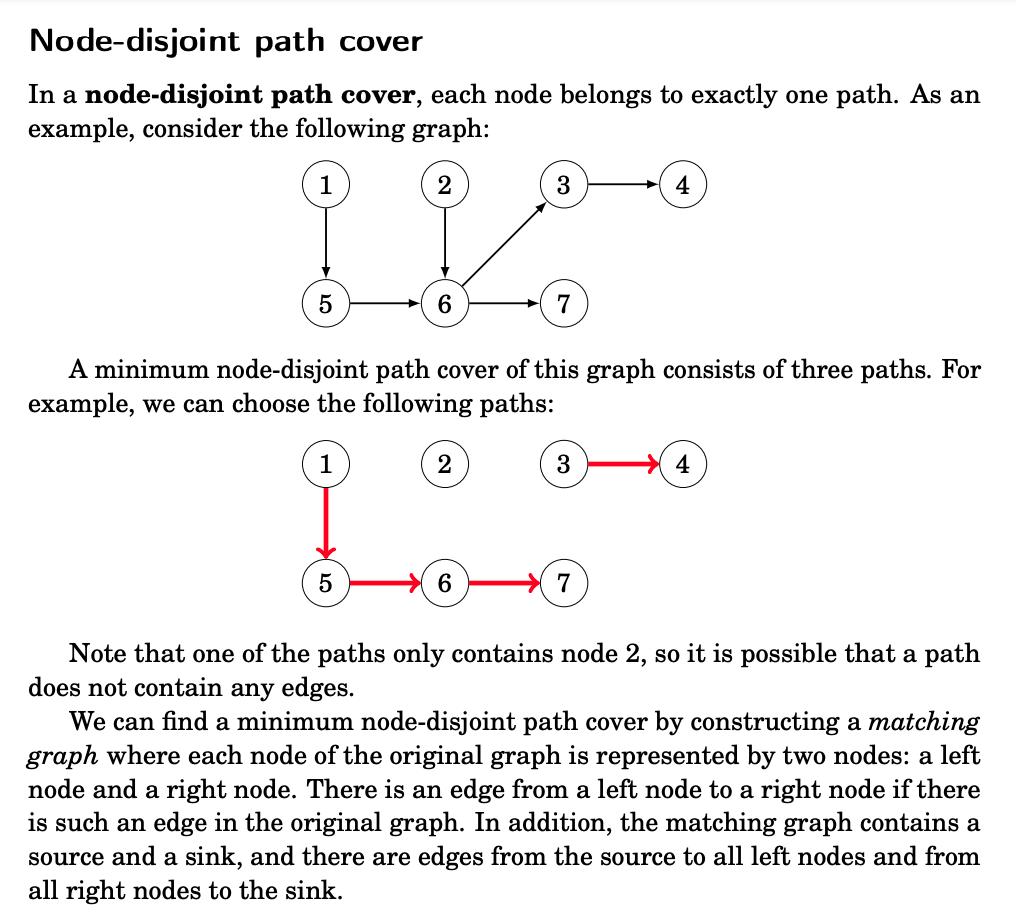 Node-disjoint path cover
In a node-disjoint path cover, each node belongs to exactly one path. As an
example, consider the following graph:
1 2 3 4
5 6 7
A minimum node-disjoint path cover of this graph consists of three paths. For
example, we can choose the following paths:
1 2 3 4
5 6 7
Note that one of the paths only contains node 2, so it is possible that a path
does not contain any edges.
We can find a minimum node-disjoint path cover by constructing a matching
graph where each node of the original graph is represented by two nodes: a left
node and a right node. There is an edge from a left node to a right node if there
is such an edge in the original graph. In addition, the matching graph contains a
source and a sink, and there are edges from the source to all left nodes and from
all right nodes to the sink.